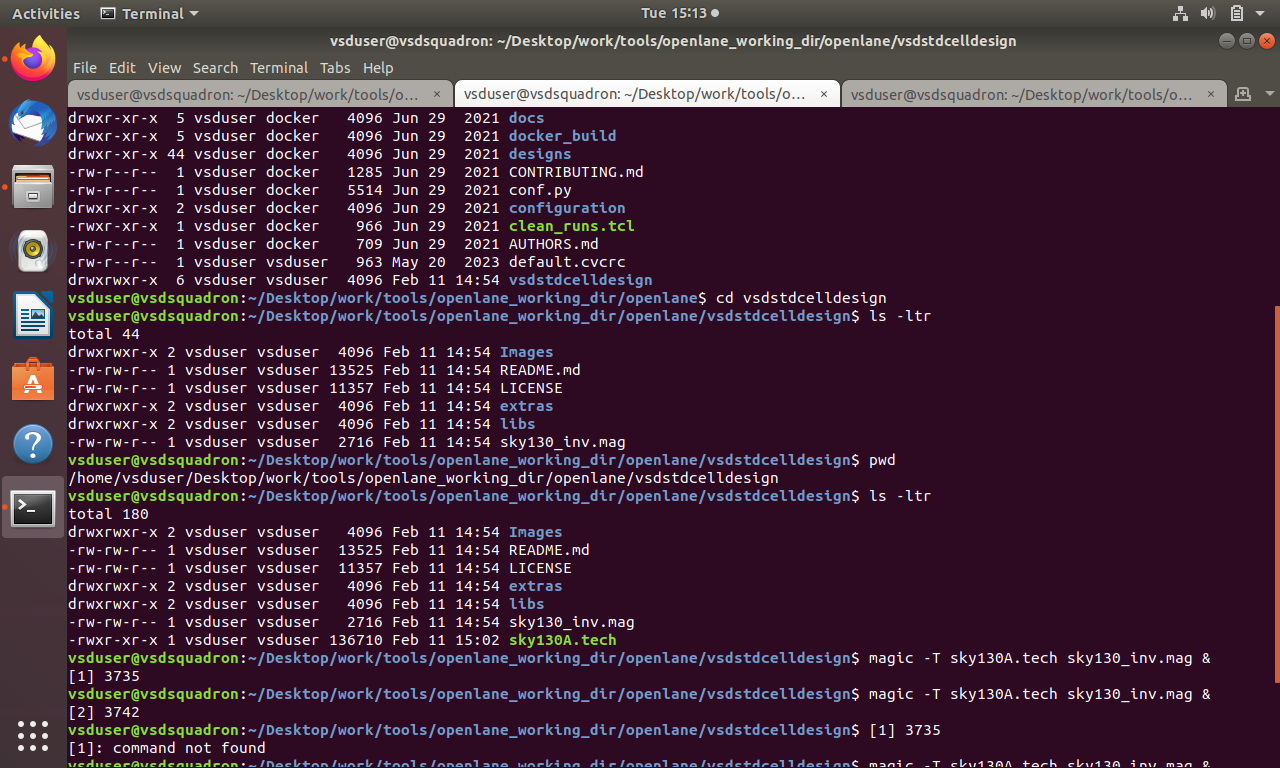 Activities Terminal Tue 15:13
vsduser@vsdsquadron: ~/Desktop/work/tools/openlane_working_dir/openlane/vsdstdcelldesign
File Edit View Search Terminal Tabs Help
vsduser@vsdsquadron: ~/Desktop/work/tools/o... × vsduser@vsdsquadron: ~/Desktop/work/tools/o... × vsduser@vsdsquadron: ~/Desktop/work/tools/o... ×
drwxr-xr-x  5 vsduser docker   4096 Jun 29  2021 docs
drwxr-xr-x  5 vsduser docker   4096 Jun 29  2021 docker_build
drwxr-xr-x 44 vsduser docker   4096 Jun 29  2021 designs
-rw-r--r--  1 vsduser docker   1285 Jun 29  2021 CONTRIBUTING.md
-rw-r--r--  1 vsduser docker   5514 Jun 29  2021 conf.py
drwxr-xr-x  2 vsduser docker   4096 Jun 29  2021 configuration
-rwxr-xr-x  1 vsduser docker    966 Jun 29  2021 clean_runs.tcl
-rw-r--r--  1 vsduser docker    709 Jun 29  2021 AUTHORS.md
-rw-r--r--  1 vsduser vsduser   963 May 20  2023 default.cvcrc
drwxrwxr-x  6 vsduser vsduser  4096 Feb 11 14:54 vsdstdcelldesign
vsduser@vsdsquadron:~/Desktop/work/tools/openlane_working_dir/openlane$ cd vsdstdcelldesign
vsduser@vsdsquadron:~/Desktop/work/tools/openlane_working_dir/openlane/vsdstdcelldesign$ ls -ltr
total 44
drwxrwxr-x 2 vsduser vsduser  4096 Feb 11 14:54 Images
-rw-rw-r-- 1 vsduser vsduser 13525 Feb 11 14:54 README.md
-rw-rw-r-- 1 vsduser vsduser 11357 Feb 11 14:54 LICENSE
drwxrwxr-x 2 vsduser vsduser  4096 Feb 11 14:54 extras
drwxrwxr-x 2 vsduser vsduser  4096 Feb 11 14:54 libs
-rw-rw-r-- 1 vsduser vsduser  2716 Feb 11 14:54 sky130_inv.mag
vsduser@vsdsquadron:~/Desktop/work/tools/openlane_working_dir/openlane/vsdstdcelldesign$ pwd
/home/vsduser/Desktop/work/tools/openlane_working_dir/openlane/vsdstdcelldesign
vsduser@vsdsquadron:~/Desktop/work/tools/openlane_working_dir/openlane/vsdstdcelldesign$ ls -ltr
total 180
drwxrwxr-x 2 vsduser vsduser   4096 Feb 11 14:54 Images
-rw-rw-r-- 1 vsduser vsduser  13525 Feb 11 14:54 README.md
-rw-rw-r-- 1 vsduser vsduser  11357 Feb 11 14:54 LICENSE
drwxrwxr-x 2 vsduser vsduser   4096 Feb 11 14:54 extras
drwxrwxr-x 2 vsduser vsduser   4096 Feb 11 14:54 libs
-rw-rw-r-- 1 vsduser vsduser   2716 Feb 11 14:54 sky130_inv.mag
-rwxr-xr-x 1 vsduser vsduser 136710 Feb 11 15:02 sky130A.tech
vsduser@vsdsquadron:~/Desktop/work/tools/openlane_working_dir/openlane/vsdstdcelldesign$ magic -T sky130A.tech sky130_inv.mag &
[1] 3735
vsduser@vsdsquadron:~/Desktop/work/tools/openlane_working_dir/openlane/vsdstdcelldesign$ magic -T sky130A.tech sky130_inv.mag &
[2] 3742
vsduser@vsdsquadron:~/Desktop/work/tools/openlane_working_dir/openlane/vsdstdcelldesign$ [1] 3735
[1]: command not found
vsduser@vsdsquadron:~/Desktop/work/tools/openlane_working_dir/openlane/vsdstdcelldesign$ magic -T sky130A.tech sky130_inv.mag &